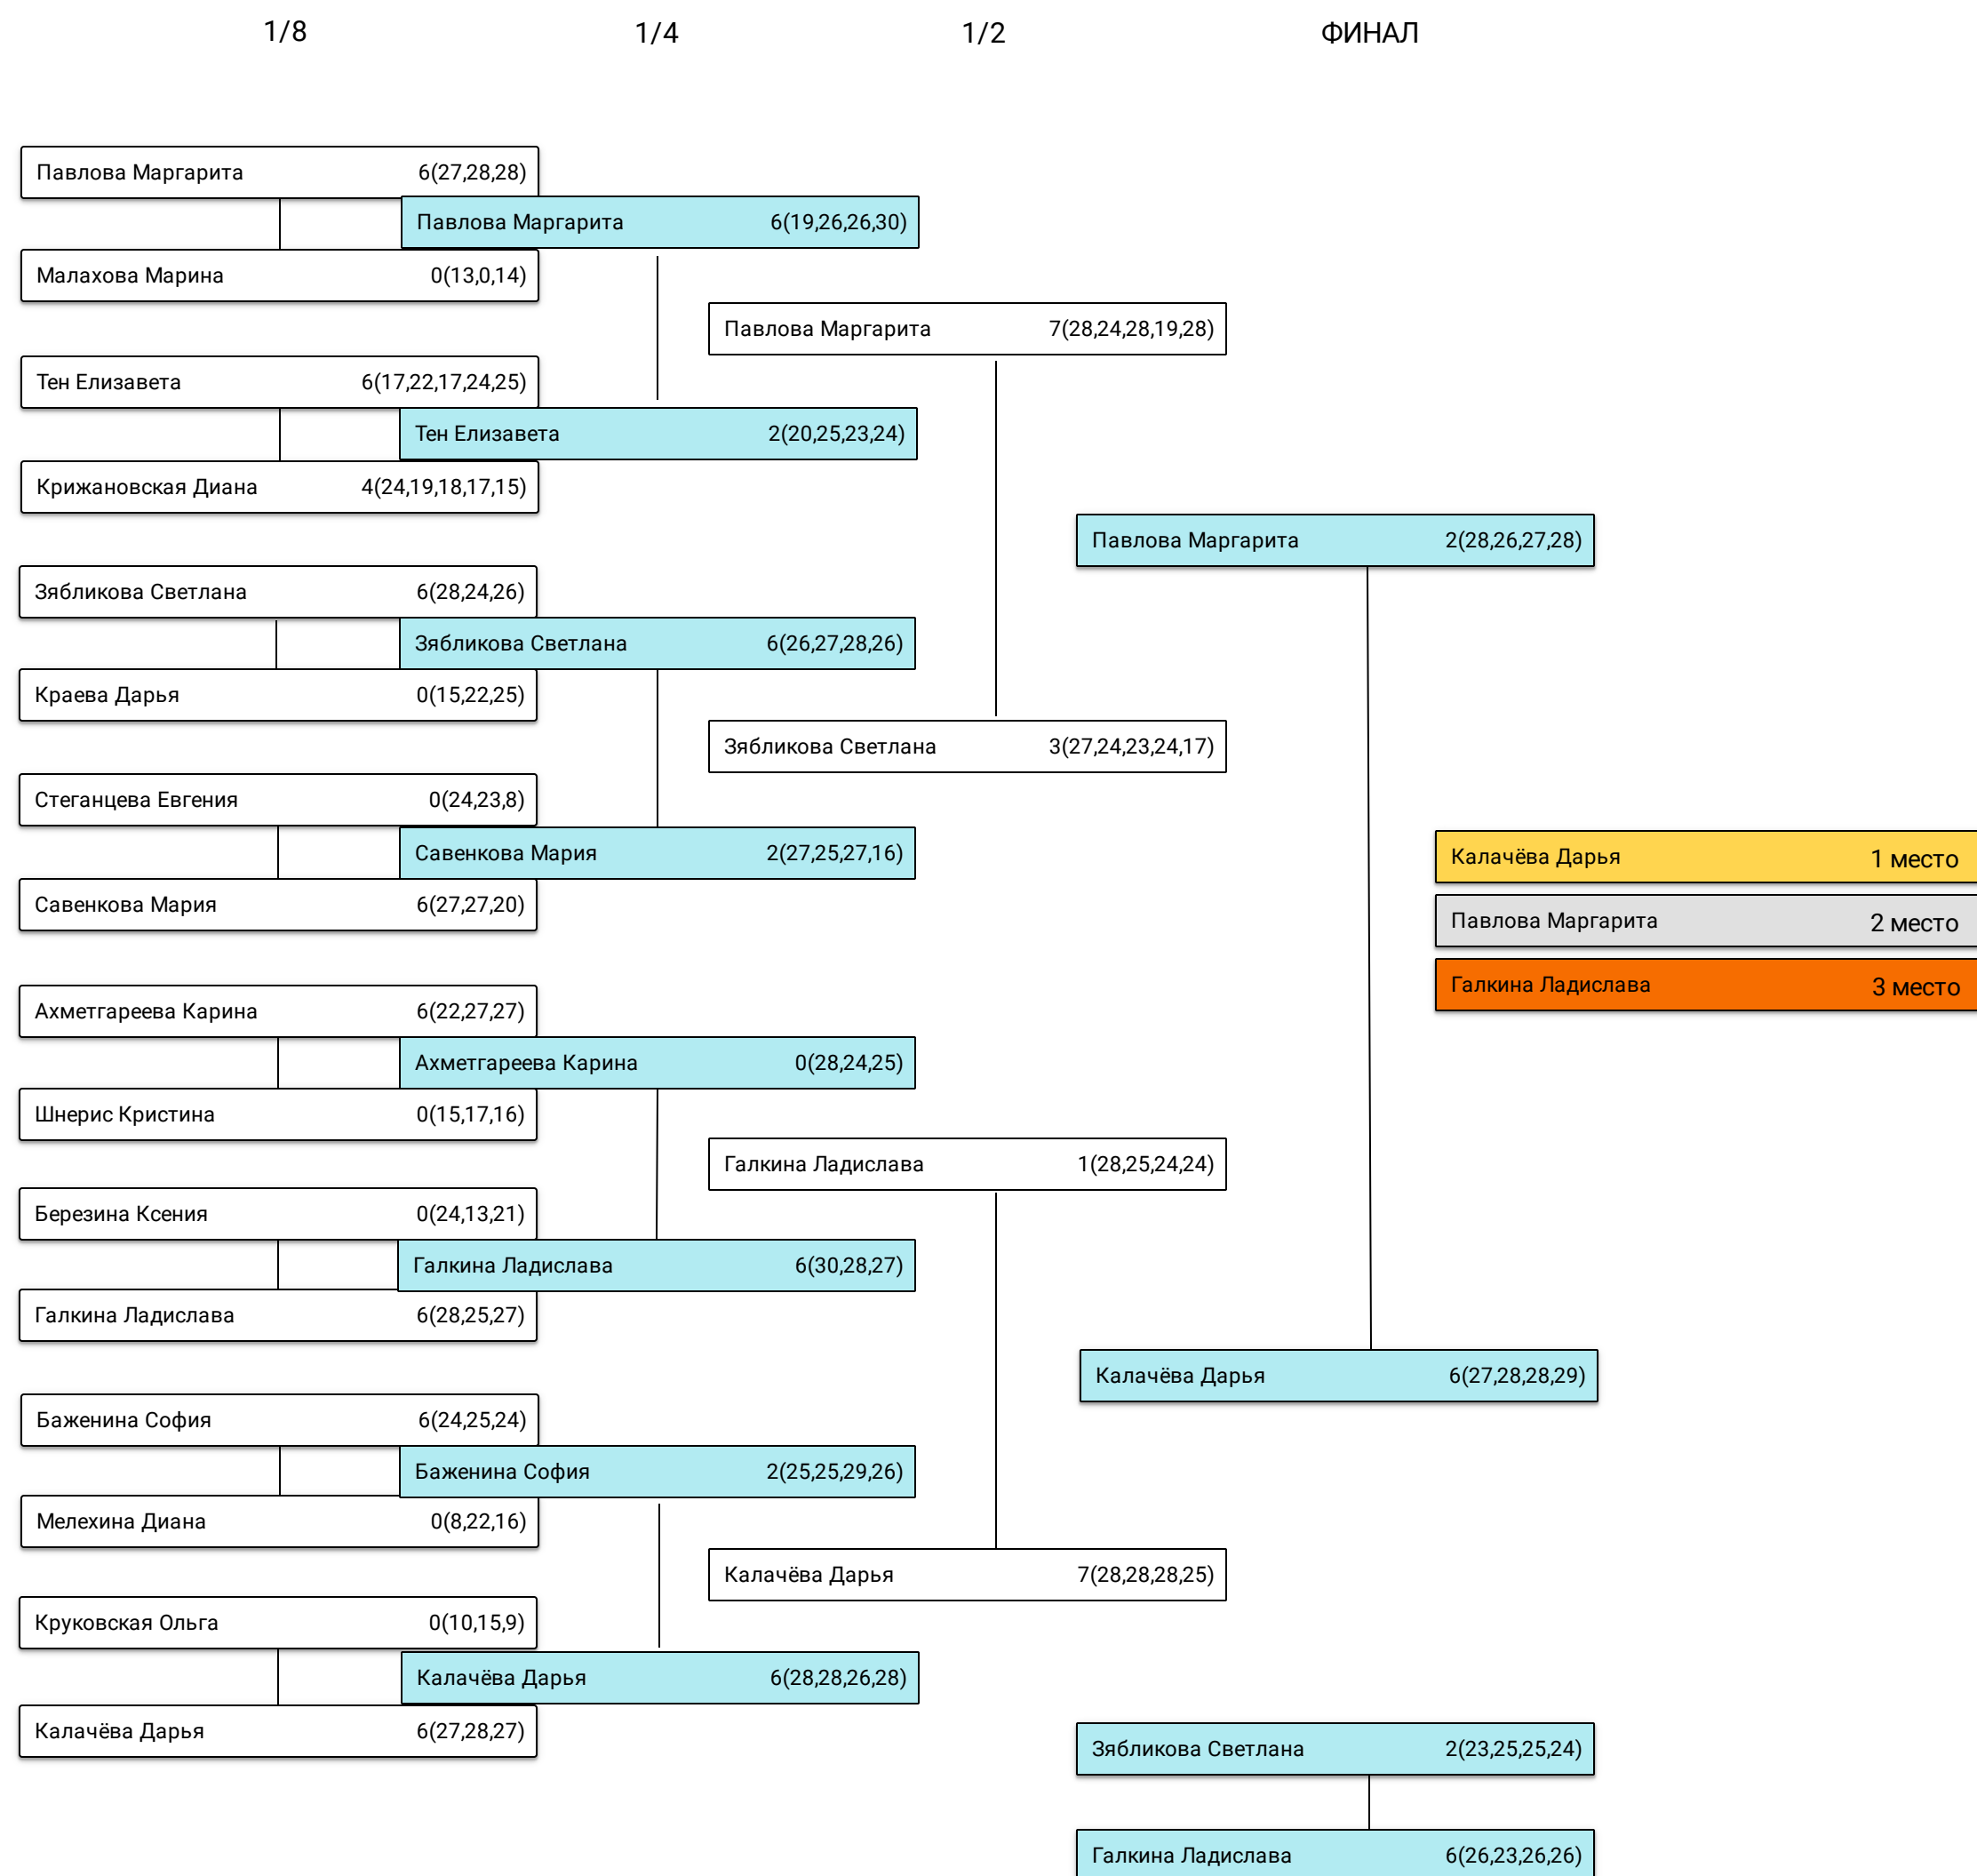 1/8 1/4 1/2 ФИНАЛ
Павлова Маргарита 6(27,28,28)
Павлова Маргарита 6(19,26,26,30)
Малахова Марина 0(13,0,14)
Павлова Маргарита 7(28,24,28,19,28)
Тен Елизавета 6(17,22,17,24,25)
Тен Елизавета 2(20,25,23,24)
Крижановская Диана 4(24,19,18,17,15)
Павлова Маргарита 2(28,26,27,28)
Зябликова Светлана 6(28,24,26)
Зябликова Светлана 6(26,27,28,26)
Краева Дарья 0(15,22,25)
Зябликова Светлана 3(27,24,23,24,17)
Стеганцева Евгения 0(24,23,8)
Савенкова Мария 2(27,25,27,16)
Калачёва Дарья 1 место
Савенкова Мария 6(27,27,20)
Павлова Маргарита 2 место
Галкина Ладислава 3 место
Ахметгареева Карина 6(22,27,27)
Ахметгареева Карина 0(28,24,25)
Шнерис Кристина 0(15,17,16)
Галкина Ладислава 1(28,25,24,24)
Березина Ксения 0(24,13,21)
Галкина Ладислава 6(30,28,27)
Галкина Ладислава 6(28,25,27)
Калачёва Дарья 6(27,28,28,29)
Баженина София 6(24,25,24)
Баженина София 2(25,25,29,26)
Мелехина Диана 0(8,22,16)
Калачёва Дарья 7(28,28,28,25)
Круковская Ольга 0(10,15,9)
Калачёва Дарья 6(28,28,26,28)
Калачёва Дарья 6(27,28,27)
Зябликова Светлана 2(23,25,25,24)
Галкина Ладислава 6(26,23,26,26)